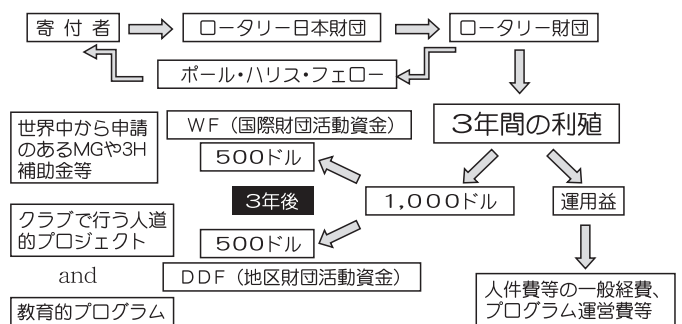 寄付者
ロータリー日本財団
ロータリー財団
ポール・ハリス・フェロー
世界中から申請
のあるMGや3H
補助金等
WF（国際財団活動資金）
500ドル
3年間の利殖
3年後
1,000ドル
運用益
クラブで行う人道
的プロジェクト
500ドル
and
DDF（地区財団活動資金）
教育的プログラム
人件費等の一般経費、
プログラム運営費等